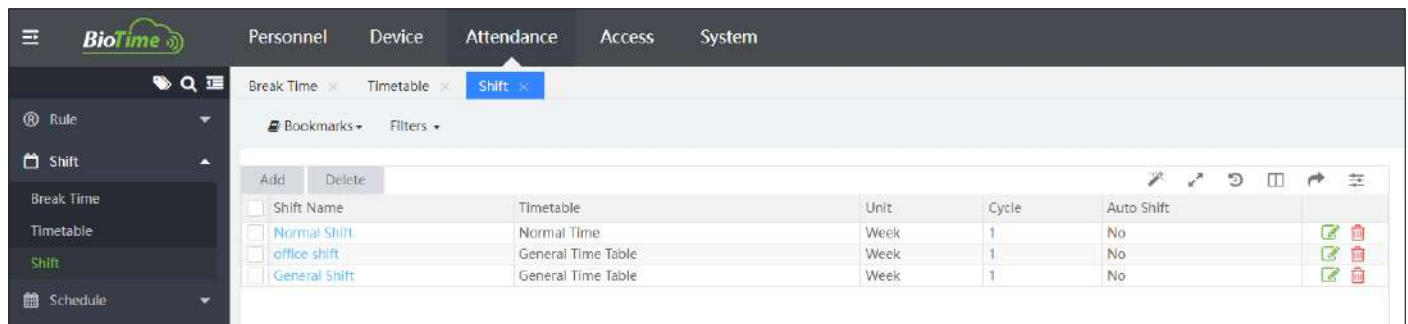 BioTime
Personnel Device Attendance Access System
Break Time Timetable Shift
Rule
Bookmarks Filters
Shift
Add Delete
Break Time
Shift Name Timetable Unit Cycle Auto Shift
Timetable
Normal Shift Normal Time Week 1 No
office shift General Time Table Week 1 No
Shift
General Shift General Time Table Week 1 No
Schedule